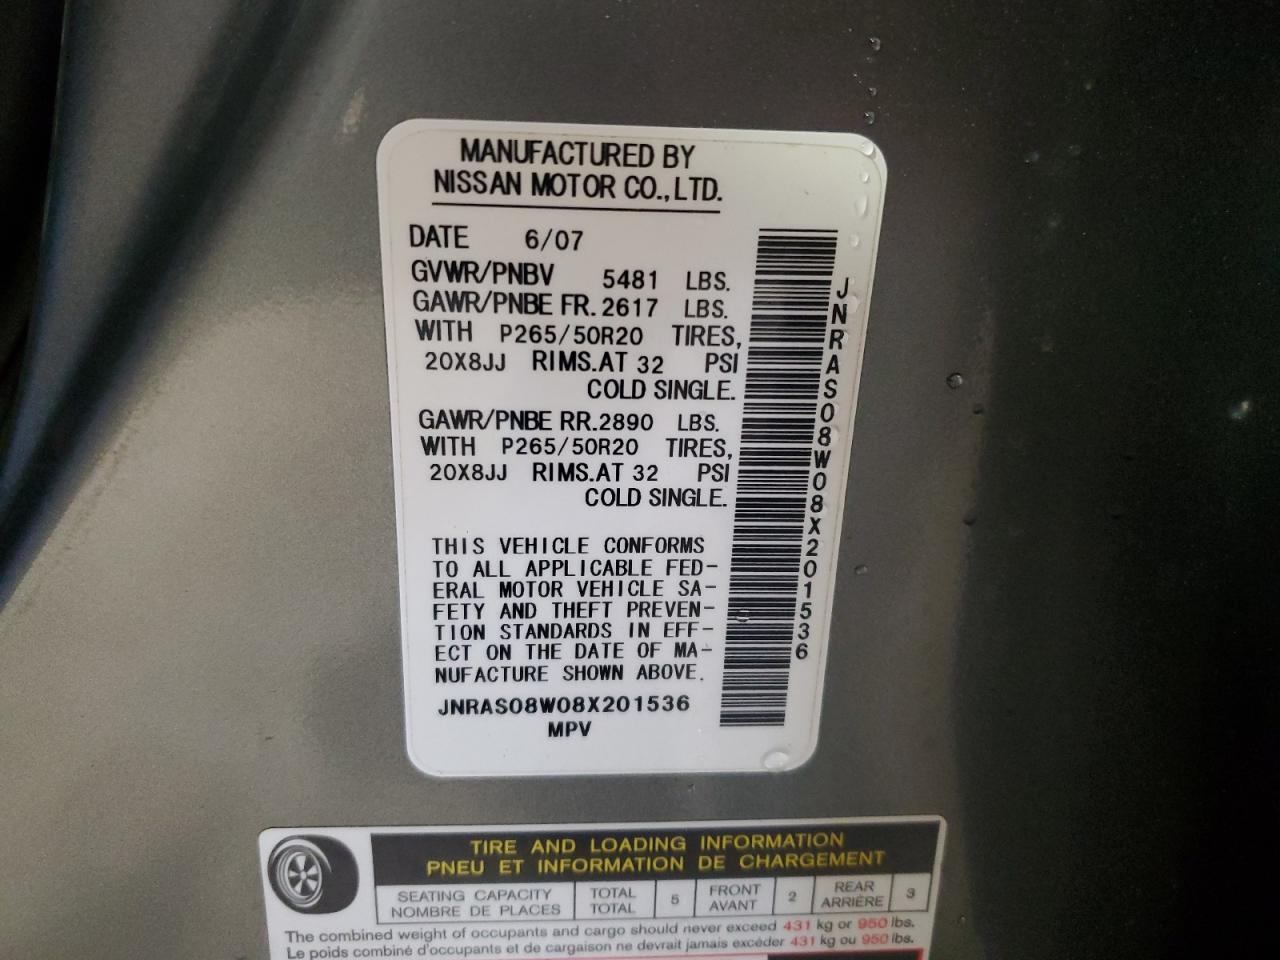 MANUFACTURED BY
NISSAN MOTOR CO., LTD.
DATE 6/07
GVWR/PNBV 5481 LBS.
GAWR/PNBE FR. 2617 LBS.
WITH P265/50R20 TIRES,
20X8JJ RIMS.AT 32 PSI
COLD SINGLE.
GAWR/PNBE RR. 2890 LBS.
WITH P265/50R20 TIRES,
20X8JJ RIMS.AT 32 PSI
COLD SINGLE.
THIS VEHICLE CONFORMS
TO ALL APPLICABLE FED-
ERAL MOTOR VEHICLE SA-
FETY AND THEFT PREVEN-
TION STANDARDS IN EFF-
ECT ON THE DATE OF MA-
NUFACTURE SHOWN ABOVE.
JNRAS08W08X201536
MPV
JNRAS08W08X201536
TIRE AND LOADING INFORMATION
PNEU ET INFORMATION DE CHARGEMENT
SEATING CAPACITY TOTAL 5 FRONT 2 REAR 3
NOMBRE DE PLACES TOTAL AVANT ARRIÈRE
The combined weight of occupants and cargo should never exceed 431 kg or 950 lbs.
Le poids combiné d'occupants et de cargaison ne devrait jamais excéder 431 kg ou 950 lbs.